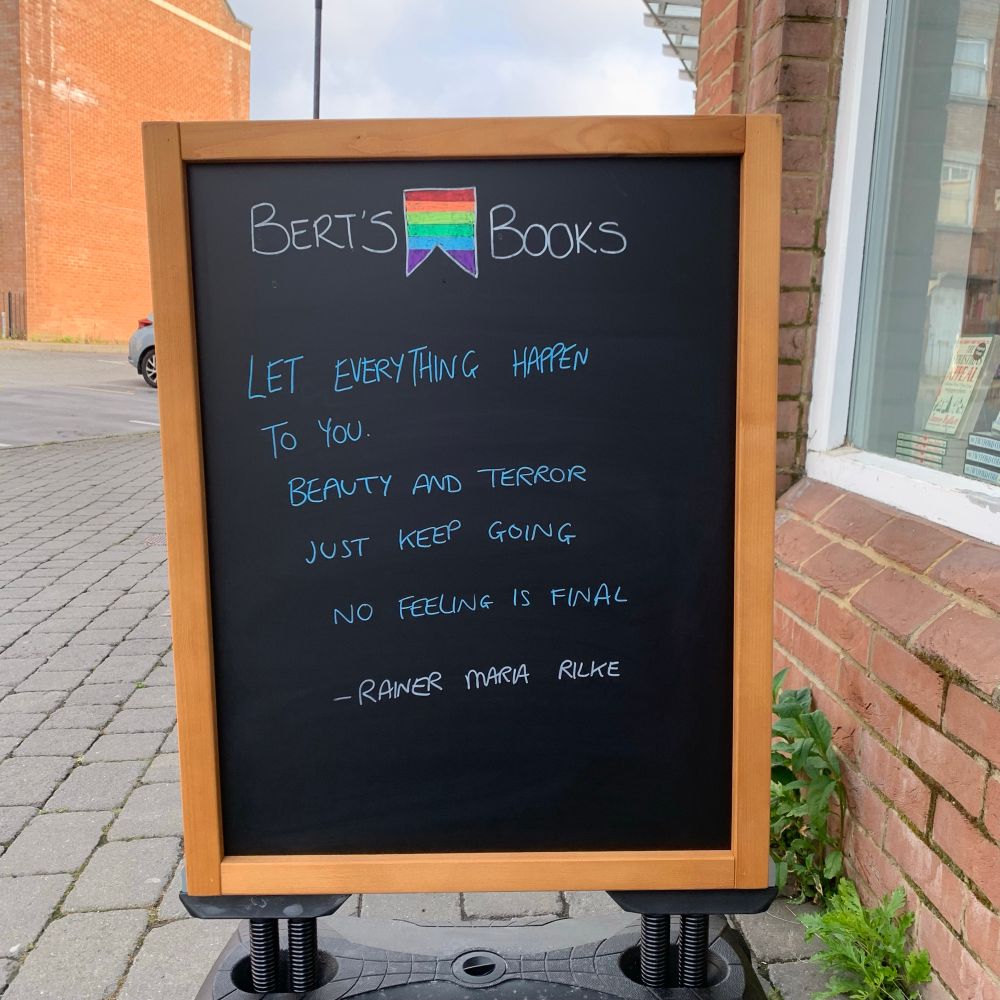 BERT'S BOOKS
LET EVERYTHING HAPPEN
TO YOU.
BEAUTY AND TERROR
JUST KEEP GOING
NO FEELING IS FINAL
- RAINER MARIA RILKE
APPEAL